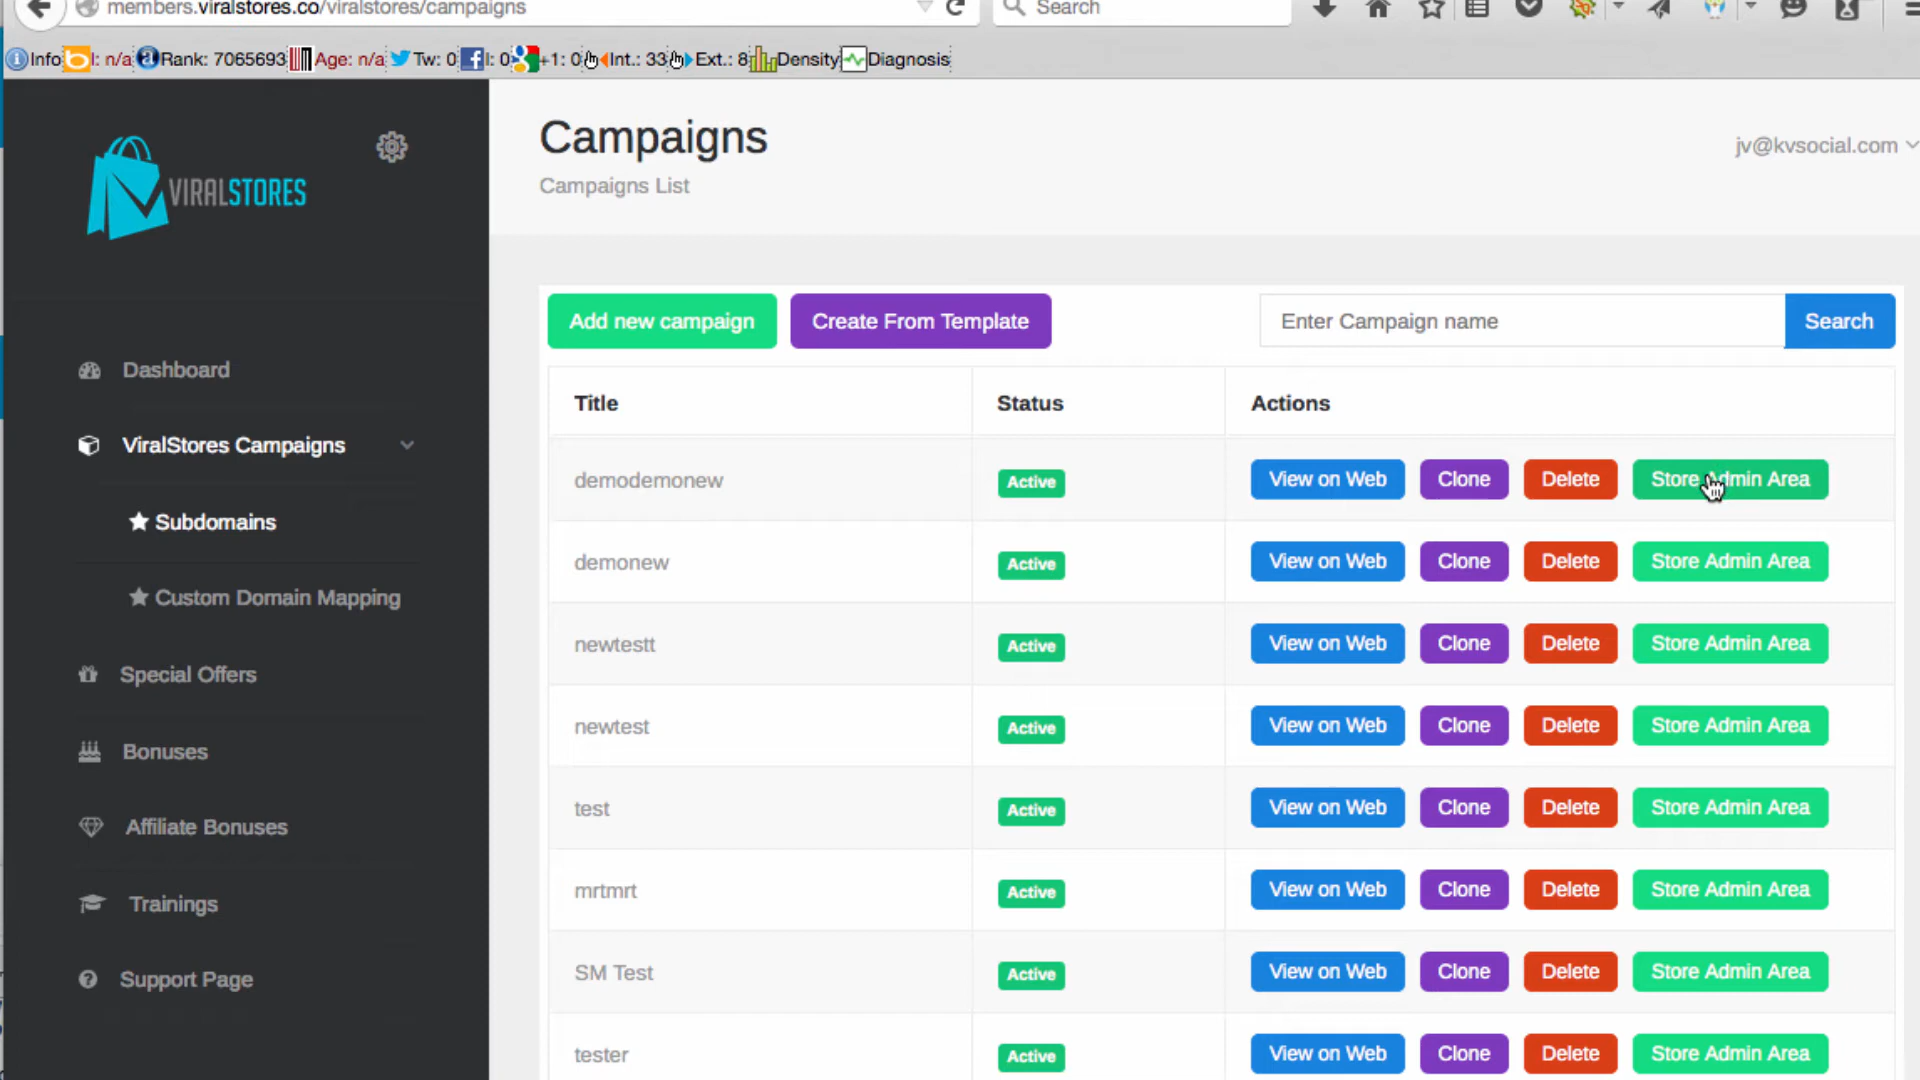 members.viralstores.co/viralstores/campaigns
Search
Info I: n/a Rank: 7065693 Age: n/a Tw: 0 l: 0 +1: 0 Int.: 33 Ext.: 8 Density Diagnosis
VIRALSTORES
Campaigns
Campaigns List
jv@kvsocial.com
Add new campaign
Create From Template
Enter Campaign name
Search
Dashboard
ViralStores Campaigns
Subdomains
Custom Domain Mapping
Special Offers
Bonuses
Affiliate Bonuses
Trainings
Support Page
Title Status Actions
demodemonew Active View on Web Clone Delete Store Admin Area
demonew Active View on Web Clone Delete Store Admin Area
newtestt Active View on Web Clone Delete Store Admin Area
newtest Active View on Web Clone Delete Store Admin Area
test Active View on Web Clone Delete Store Admin Area
mrtmrt Active View on Web Clone Delete Store Admin Area
SM Test Active View on Web Clone Delete Store Admin Area
tester Active View on Web Clone Delete Store Admin Area